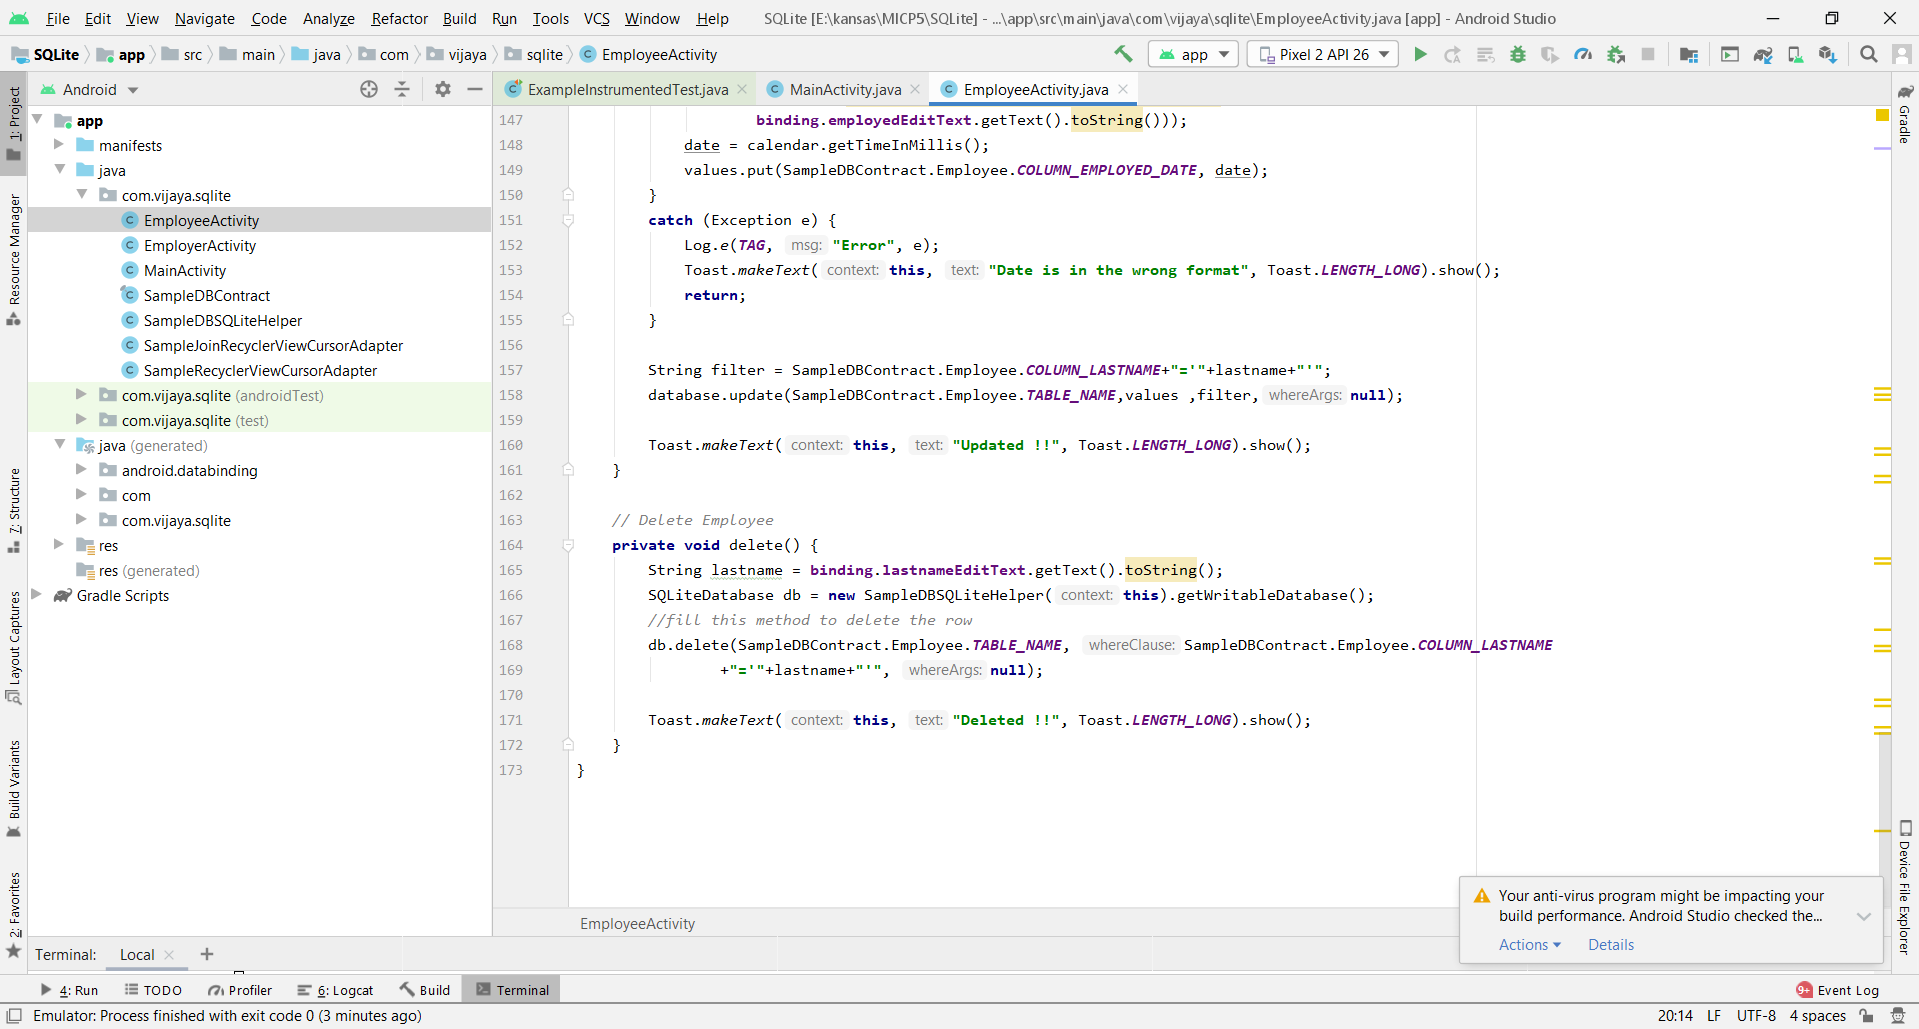 File Edit View Navigate Code Analyze Refactor Build Run Tools VCS Window Help SQLite [E:\kansas\MICP5\SQLite] - ...\app\src\main\java\com\vijaya\sqlite\EmployeeActivity.java [app] - Android Studio
SQLite app src main java com vijaya sqlite EmployeeActivity app Pixel 2 API 26
Android
ExampleInstrumentedTest.java MainActivity.java EmployeeActivity.java
1: Project
Resource Manager
7: Structure
Layout Captures
Build Variants
2: Favorites
app
manifests
java
com.vijaya.sqlite
EmployeeActivity
EmployerActivity
MainActivity
SampleDBContract
SampleDBSQLiteHelper
SampleJoinRecyclerViewCursorAdapter
SampleRecyclerViewCursorAdapter
com.vijaya.sqlite (androidTest)
com.vijaya.sqlite (test)
java (generated)
android.databinding
com
com.vijaya.sqlite
res
res (generated)
Gradle Scripts
147 binding.employedEditText.getText().toString()));
148 date = calendar.getTimeInMillis();
149 values.put(SampleDBContract.Employee.COLUMN_EMPLOYED_DATE, date);
150 }
151 catch (Exception e) {
152 Log.e(TAG, msg: "Error", e);
153 Toast.makeText( context: this, text: "Date is in the wrong format", Toast.LENGTH_LONG).show();
154 return;
155 }
156
157 String filter = SampleDBContract.Employee.COLUMN_LASTNAME+"='"+lastname+"'";
158 database.update(SampleDBContract.Employee.TABLE_NAME,values ,filter, whereArgs: null);
159
160 Toast.makeText( context: this, text: "Updated !!", Toast.LENGTH_LONG).show();
161 }
162
163 // Delete Employee
164 private void delete() {
165 String lastname = binding.lastnameEditText.getText().toString();
166 SQLiteDatabase db = new SampleDBSQLiteHelper( context: this).getWritableDatabase();
167 //fill this method to delete the row
168 db.delete(SampleDBContract.Employee.TABLE_NAME, whereClause: SampleDBContract.Employee.COLUMN_LASTNAME
169 +"='"+lastname+"'", whereArgs: null);
170
171 Toast.makeText( context: this, text: "Deleted !!", Toast.LENGTH_LONG).show();
172 }
173 }
EmployeeActivity
Gradle
Device File Explorer
Your anti-virus program might be impacting your
build performance. Android Studio checked the...
Actions Details
Terminal: Local
4: Run TODO Profiler 6: Logcat Build Terminal 9+ Event Log
Emulator: Process finished with exit code 0 (3 minutes ago) 20:14 LF UTF-8 4 spaces